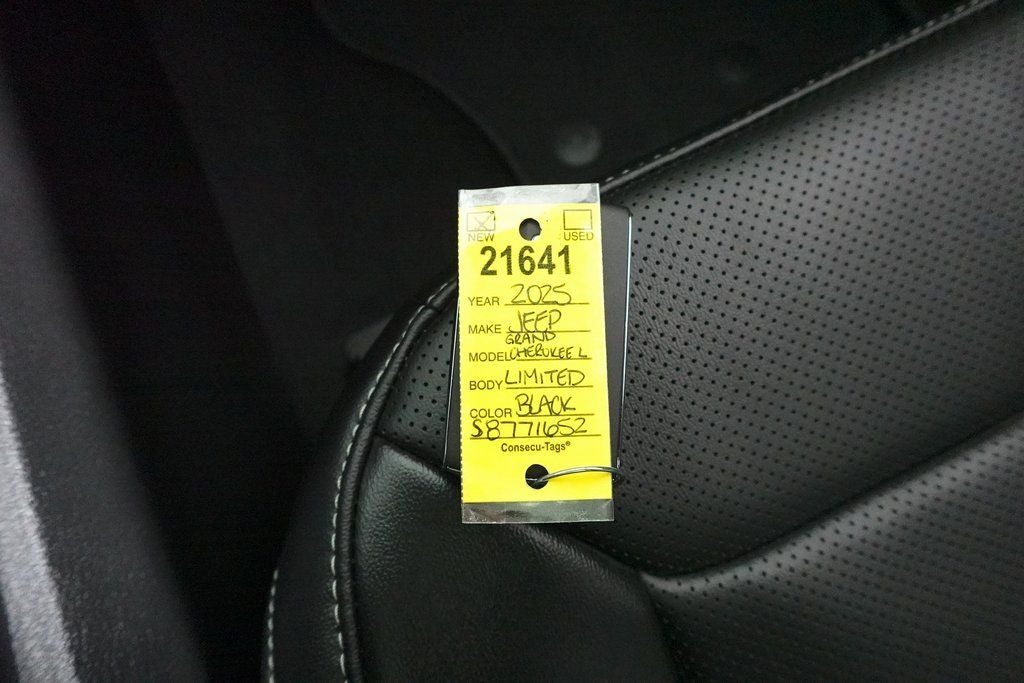 NEW USED
21641
YEAR 2025
MAKE JEEP
GRAND
MODEL CHEROKEE L
BODY LIMITED
COLOR BLACK
S8771652
Consecu-Tags®